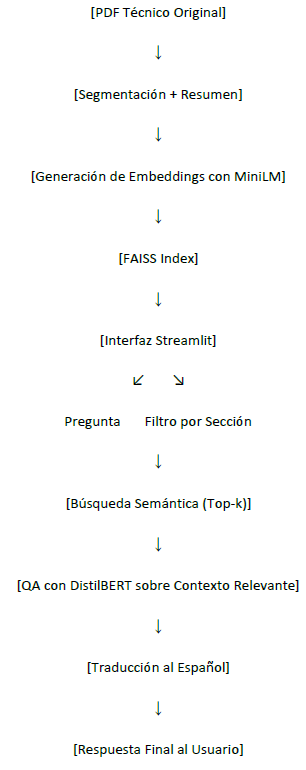 [PDF Técnico Original]
↓
[Segmentación + Resumen]
↓
[Generación de Embeddings con MiniLM]
↓
[FAISS Index]
↓
[Interfaz Streamlit]
↙ ↘
Pregunta Filtro por Sección
↓
[Búsqueda Semántica (Top-k)]
↓
[QA con DistilBERT sobre Contexto Relevante]
↓
[Traducción al Español]
↓
[Respuesta Final al Usuario]